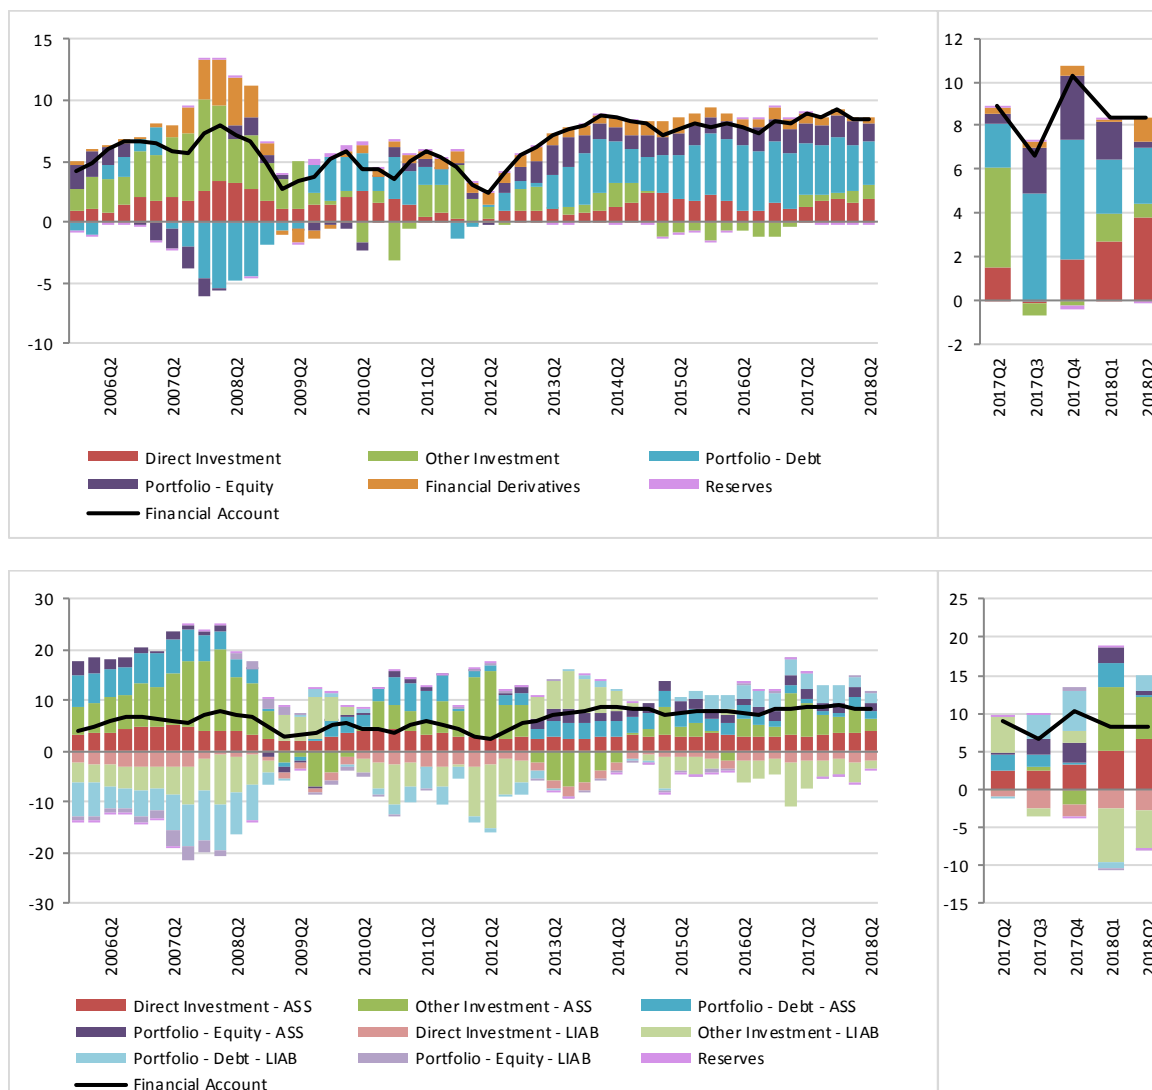 15
10
5
0
-5
-10
2006Q2
2007Q2
2008Q2
2009Q2
2010Q2
2011Q2
2012Q2
2013Q2
2014Q2
2015Q2
2016Q2
2017Q2
2018Q2
Direct Investment
Other Investment
Portfolio - Debt
Portfolio - Equity
Financial Derivatives
Reserves
Financial Account
12
10
8
6
4
2
0
-2
2017Q2
2017Q3
2017Q4
2018Q1
2018Q2
30
20
10
0
-10
-20
-30
2006Q2
2007Q2
2008Q2
2009Q2
2010Q2
2011Q2
2012Q2
2013Q2
2014Q2
2015Q2
2016Q2
2017Q2
2018Q2
Direct Investment - ASS
Other Investment - ASS
Portfolio - Debt - ASS
Portfolio - Equity - ASS
Direct Investment - LIAB
Other Investment - LIAB
Portfolio - Debt - LIAB
Portfolio - Equity - LIAB
Reserves
Financial Account
25
20
15
10
5
0
-5
-10
-15
2017Q2
2017Q3
2017Q4
2018Q1
2018Q2